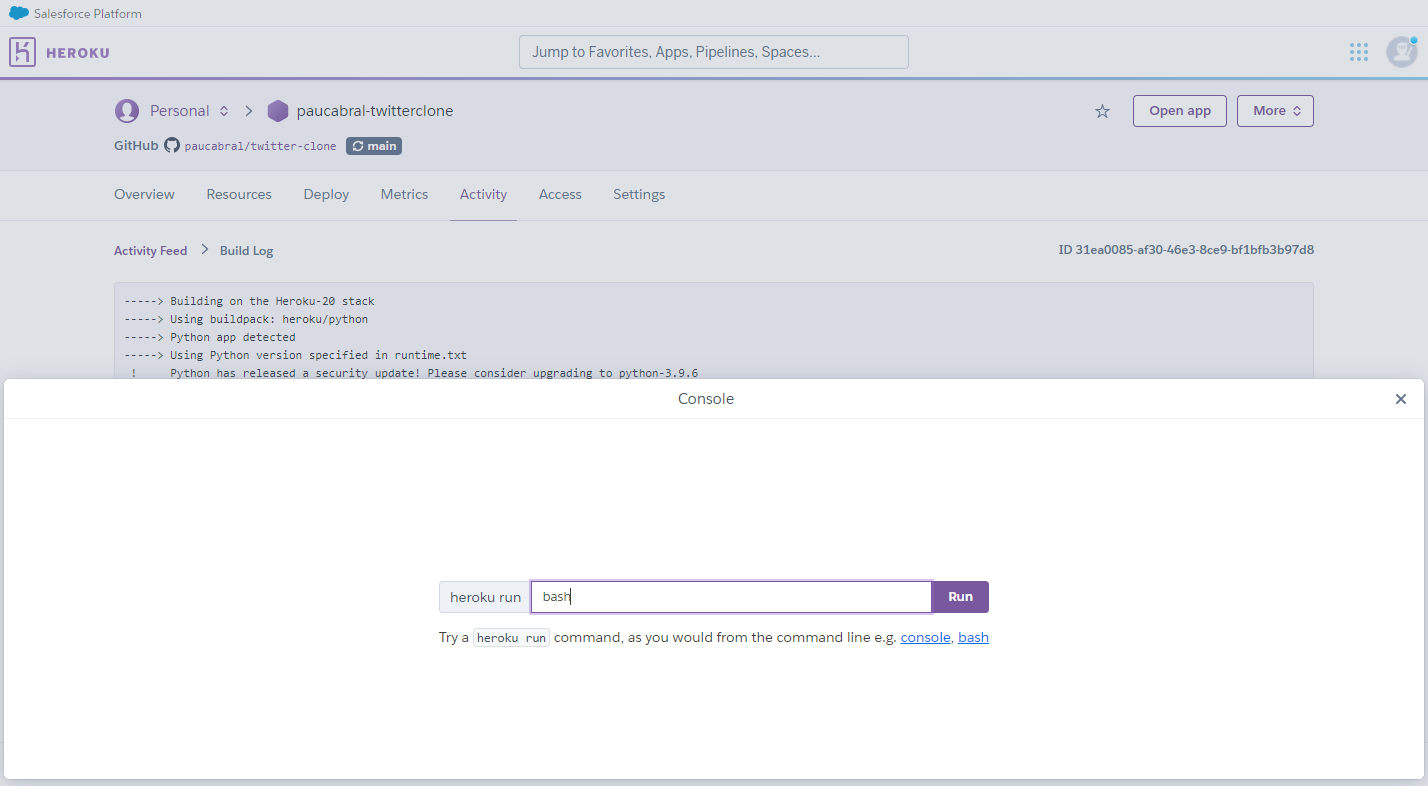 Salesforce Platform
HEROKU
Jump to Favorites, Apps, Pipelines, Spaces...
Personal paucabral-twitterclone
Open app
More
GitHub paucabral/twitter-clone main
Overview Resources Deploy Metrics Activity Access Settings
Activity Feed Build Log
ID 31ea0085-af30-46e3-8ce9-bf1bfb3b97d8
-----> Building on the Heroku-20 stack
-----> Using buildpack: heroku/python
-----> Python app detected
-----> Using Python version specified in runtime.txt
! Python has released a security update! Please consider upgrading to python-3.9.6
Console
heroku run bash Run
Try a heroku run command, as you would from the command line e.g. console, bash